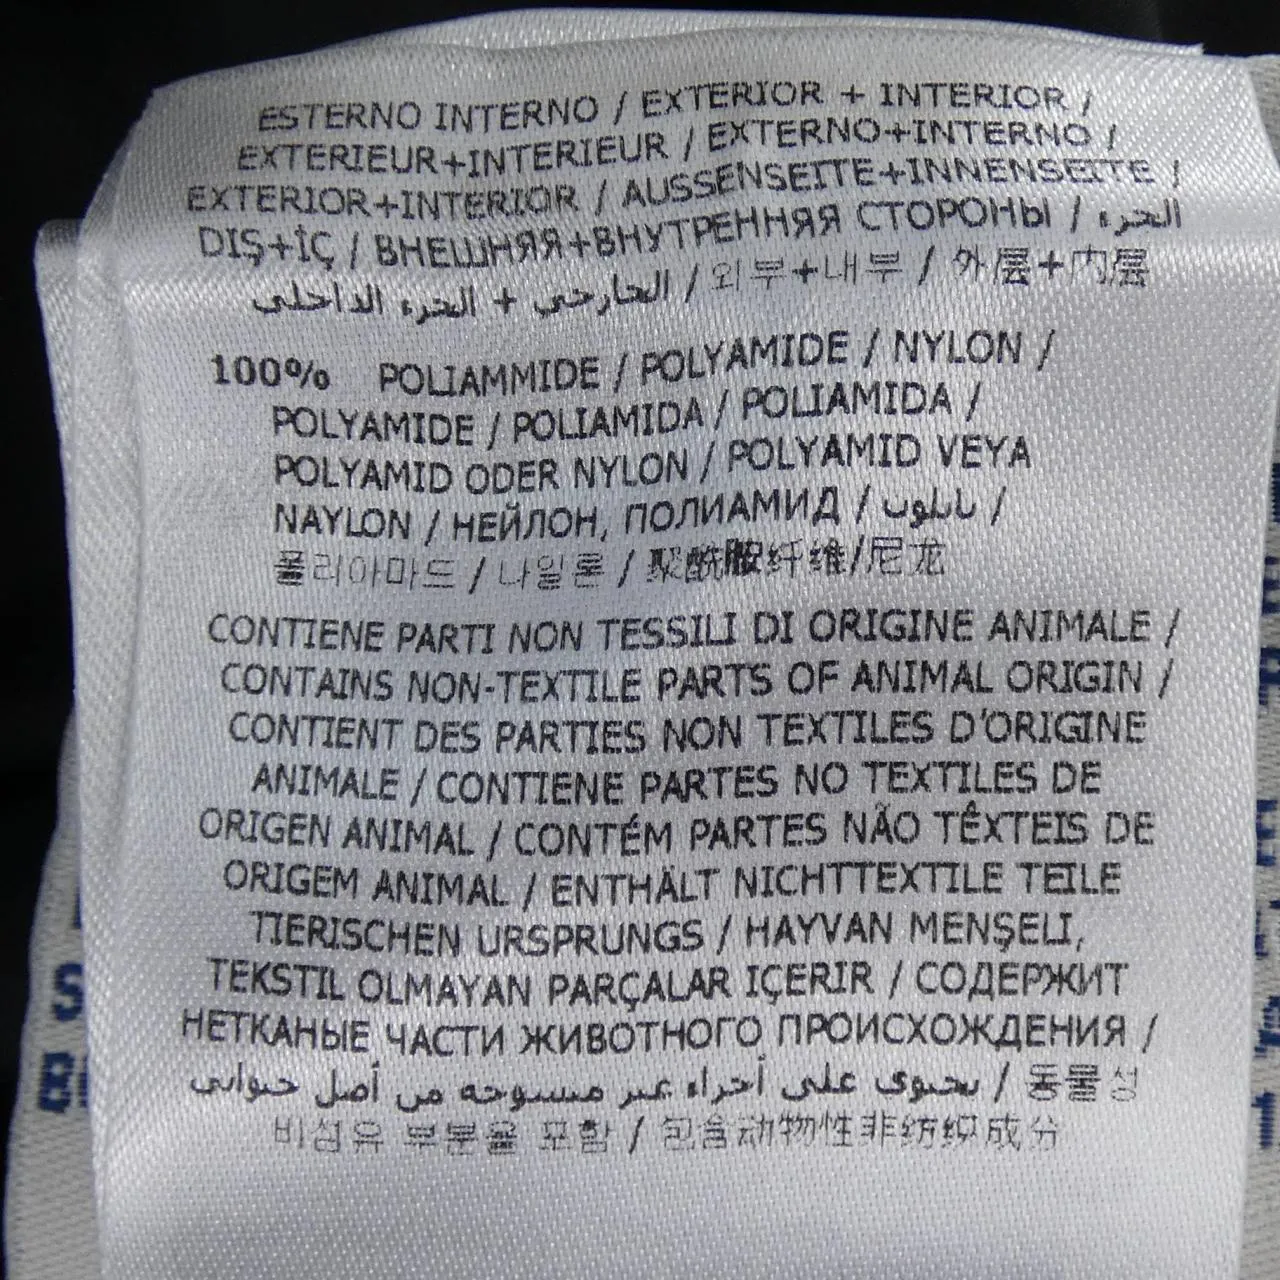 ESTERNO INTERNO / EXTERIOR + INTERIOR /
EXTERIEUR+INTERIEUR / EXTERNO+INTERNO /
EXTERIOR+INTERIOR / AUSSENSEITE+INNENSEITE /
DIŞ+İÇ / ВНЕШНЯЯ+ВНУТРЕННЯЯ СТОРОНЫ / الجزء
الخارجي + الجزء الداخلي / 외부+내부 / 外层+内层
100% POLIAMMIDE / POLYAMIDE / NYLON /
POLYAMIDE / POLIAMIDA / POLIAMIDA /
POLYAMID ODER NYLON / POLYAMID VEYA
NAYLON / НЕЙЛОН, ПОЛИАМИД / نايلون /
폴리아마드 / 나일론 / 聚酰胺纤维/尼龙
CONTIENE PARTI NON TESSILI DI ORIGINE ANIMALE /
CONTAINS NON-TEXTILE PARTS OF ANIMAL ORIGIN /
CONTIENT DES PARTIES NON TEXTILES D'ORIGINE
ANIMALE / CONTIENE PARTES NO TEXTILES DE
ORIGEN ANIMAL / CONTÉM PARTES NÃO TÊXTEIS DE
ORIGEM ANIMAL / ENTHÄLT NICHTTEXTILE TEILE
TIERISCHEN URSPRUNGS / HAYVAN MENŞELI,
TEKSTIL OLMAYAN PARÇALAR IÇERIR / СОДЕРЖИТ
НЕТКАНЫЕ ЧАСТИ ЖИВОТНОГО ПРОИСХОЖДЕНИЯ /
يحتوي على أجزاء غير منسوجة من أصل حيواني / 동물성
비섬유 부분을 포함 / 包含动物性非纺织成分